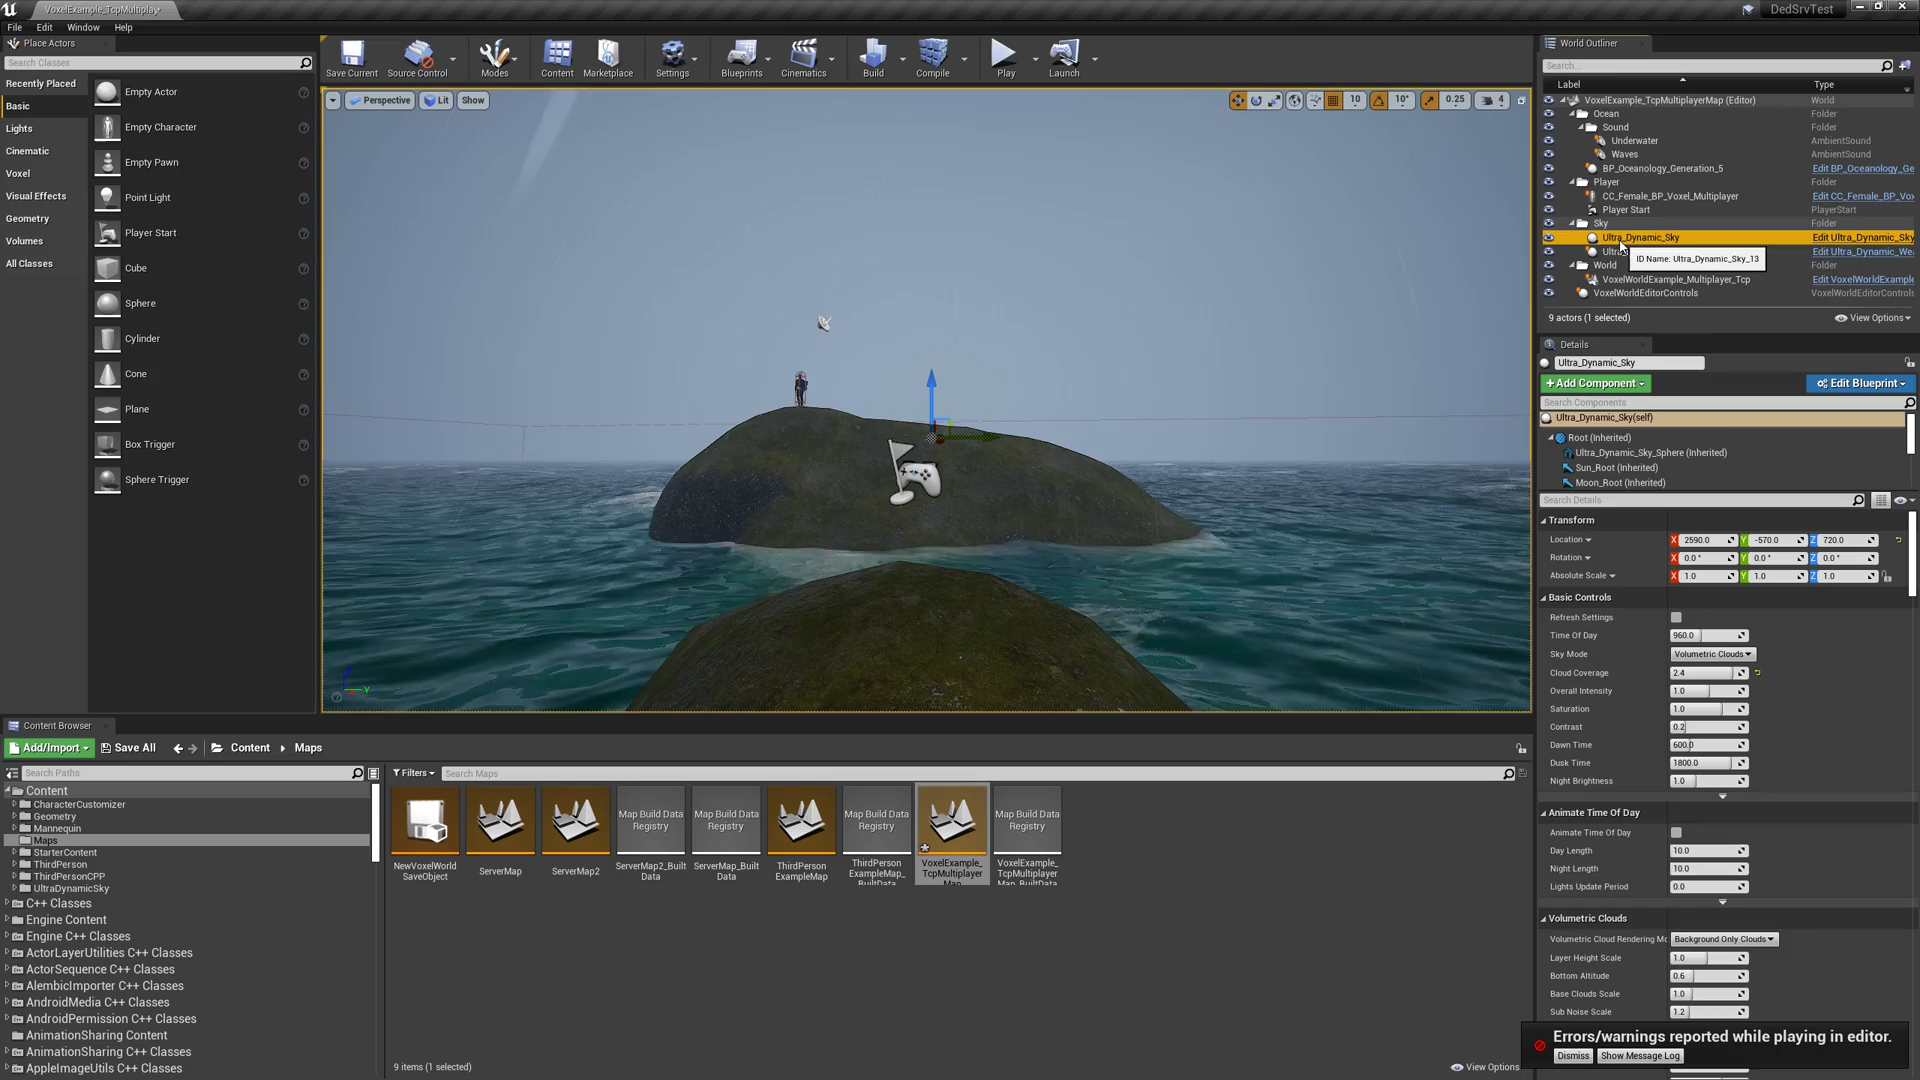 VoxelExample_TcpMultiplay
DedSrvTest
File Edit Window Help
Place Actors
Search Classes
Recently Placed
Basic
Lights
Cinematic
Voxel
Visual Effects
Geometry
Volumes
All Classes
Empty Actor
Empty Character
Empty Pawn
Point Light
Player Start
Cube
Sphere
Cylinder
Cone
Plane
Box Trigger
Sphere Trigger
Save Current Source Control Modes Content Marketplace Settings Blueprints Cinematics Build Compile Play Launch
Perspective Lit Show
10 10° 0.25 4
World Outliner
Search...
Label Type
VoxelExample_TcpMultiplayerMap (Editor) World
Ocean Folder
Sound Folder
Underwater AmbientSound
Waves AmbientSound
BP_Oceanology_Generation_5 Edit BP_Oceanology_Ge
Player Folder
CC_Female_BP_Voxel_Multiplayer Edit CC_Female_BP_Vox
Player Start PlayerStart
Sky Folder
Ultra_Dynamic_Sky Edit Ultra_Dynamic_Sky
Ultra Edit Ultra_Dynamic_Wea
ID Name: Ultra_Dynamic_Sky_13
World Folder
VoxelWorldExample_Multiplayer_Tcp Edit VoxelWorldExample
VoxelWorldEditorControls VoxelWorldEditorControls
9 actors (1 selected) View Options
Details
Ultra_Dynamic_Sky
+Add Component Edit Blueprint
Search Components
Ultra_Dynamic_Sky(self)
Root (Inherited)
Ultra_Dynamic_Sky_Sphere (Inherited)
Sun_Root (Inherited)
Moon_Root (Inherited)
Search Details
Transform
Location X 2590.0 Y -570.0 Z 720.0
Rotation X 0.0° Y 0.0° Z 0.0°
Absolute Scale X 1.0 Y 1.0 Z 1.0
Basic Controls
Refresh Settings
Time Of Day 960.0
Sky Mode Volumetric Clouds
Cloud Coverage 2.4
Overall Intensity 1.0
Saturation 1.0
Contrast 0.2
Dawn Time 600.0
Dusk Time 1800.0
Night Brightness 1.0
Animate Time Of Day
Animate Time Of Day
Day Length 10.0
Night Length 10.0
Lights Update Period 0.0
Volumetric Clouds
Volumetric Cloud Rendering Mo Background Only Clouds
Layer Height Scale 1.0
Bottom Altitude 0.6
Base Clouds Scale 1.0
Sub Noise Scale 1.2
Errors/warnings reported while playing in editor.
Dismiss Show Message Log
Content Browser
Add/Import Save All Content Maps
Search Paths
Filters Search Maps
Content
CharacterCustomizer
Geometry
Mannequin
Maps
StarterContent
ThirdPerson
ThirdPersonCPP
UltraDynamicSky
C++ Classes
Engine Content
Engine C++ Classes
ActorLayerUtilities C++ Classes
ActorSequence C++ Classes
AlembicImporter C++ Classes
AndroidMedia C++ Classes
AndroidPermission C++ Classes
AnimationSharing Content
AnimationSharing C++ Classes
AppleImageUtils C++ Classes
NewVoxelWorld
SaveObject
ServerMap
ServerMap2
Map Build Data
Registry
ServerMap2_Built
Data
Map Build Data
Registry
ServerMap_Built
Data
ThirdPerson
ExampleMap
Map Build Data
Registry
ThirdPerson
ExampleMap_
BuiltData
VoxelExample_
TcpMultiplayer
Map
Map Build Data
Registry
VoxelExample_
TcpMultiplayer
Map_BuiltData
9 items (1 selected) View Options